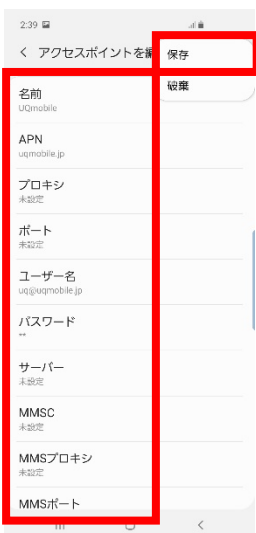 2:39
アクセスポイントを編
保存
破棄
名前
UQmobile
APN
uqmobile.jp
プロキシ
未設定
ポート
未設定
ユーザー名
uq@uqmobile.jp
パスワード
**
サーバー
未設定
MMSC
未設定
MMSプロキシ
未設定
MMSポート